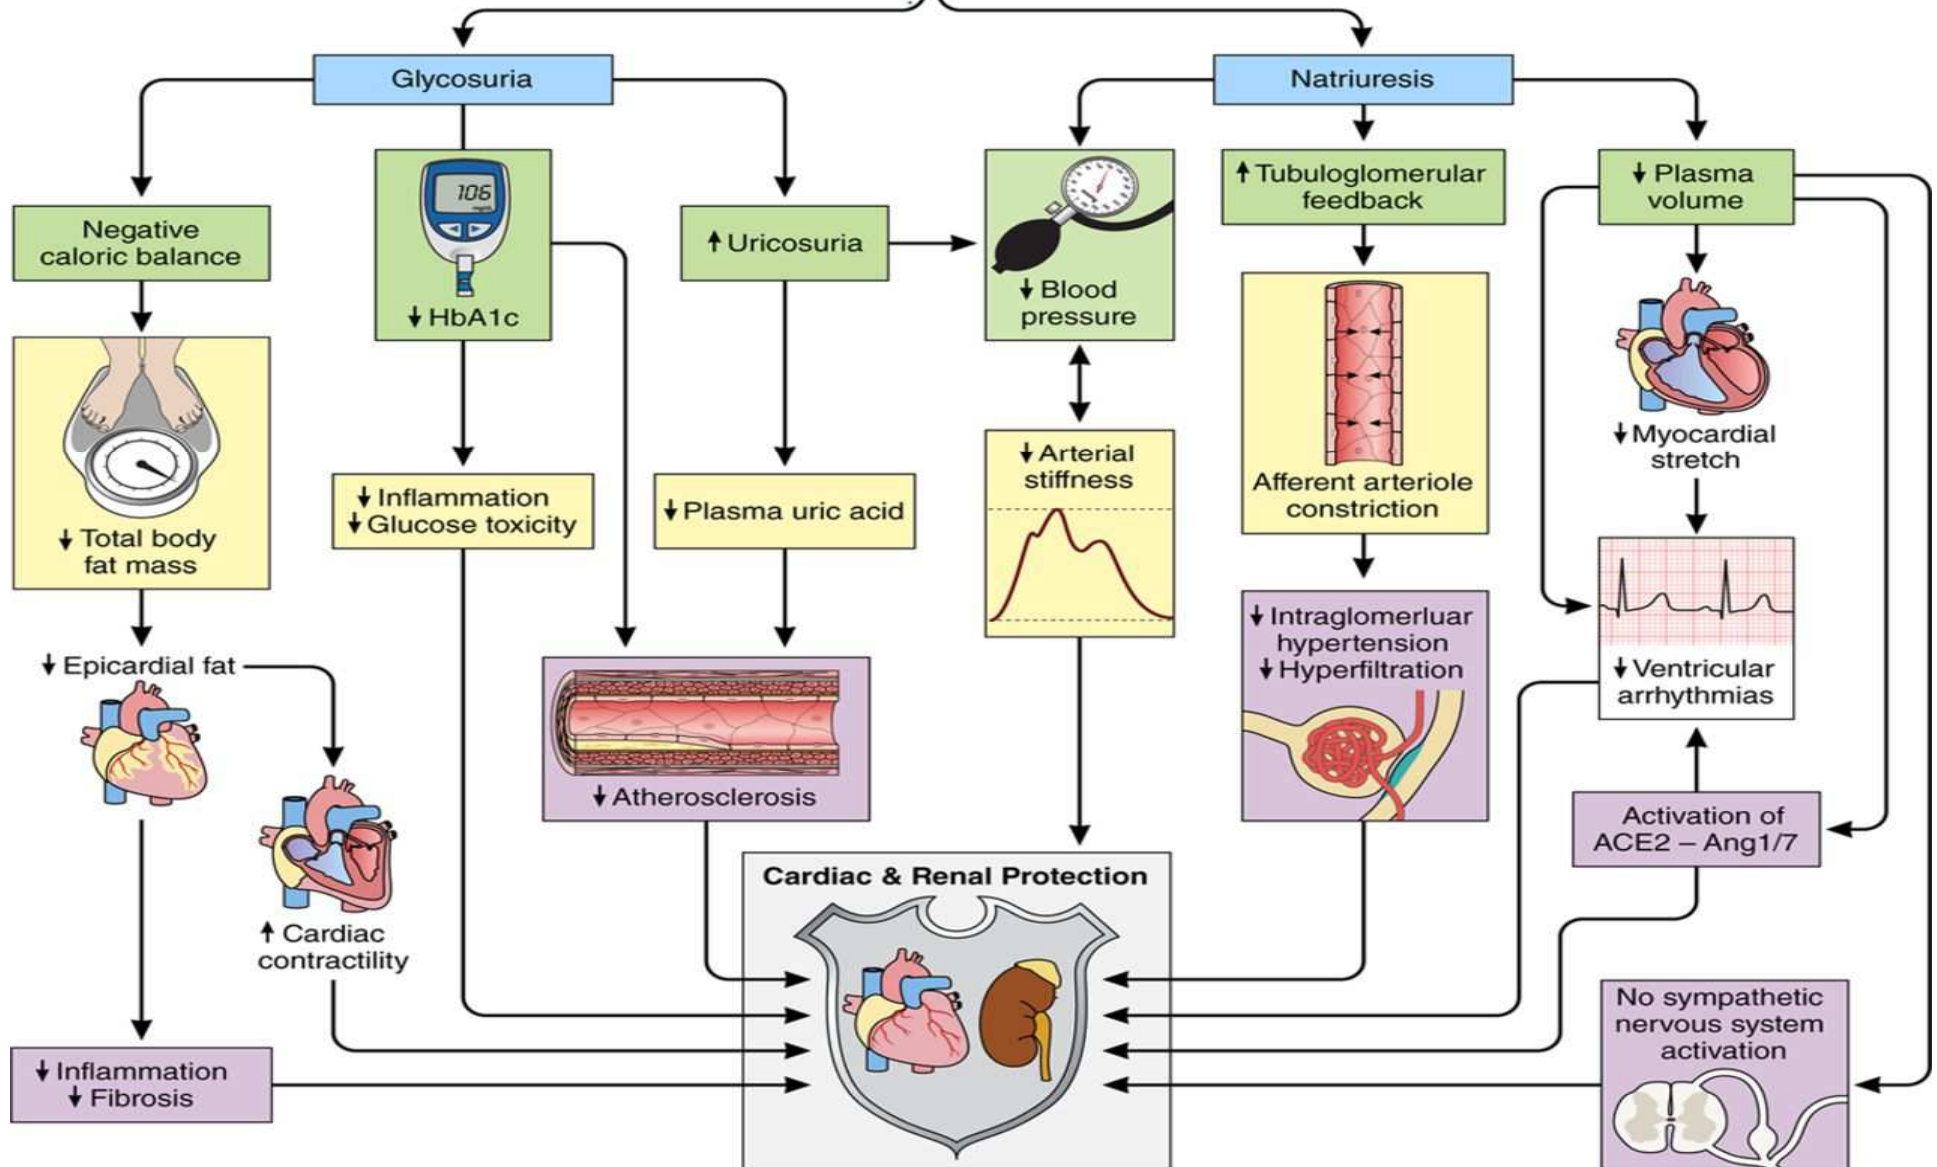 Glycosuria
Natriuresis
106
↓ HbA1c
Negative
caloric balance
↑ Uricosuria
↓ Blood
pressure
↑ Tubuloglomerular
feedback
↓ Plasma
volume
↓ Total body
fat mass
↓ Inflammation
↓ Glucose toxicity
↓ Plasma uric acid
↓ Arterial
stiffness
Afferent arteriole
constriction
↓ Myocardial
stretch
↓ Epicardial fat
↓ Atherosclerosis
↓ Intraglomerluar
hypertension
↓ Hyperfiltration
↓ Ventricular
arrhythmias
↑ Cardiac
contractility
Activation of
ACE2 – Ang1/7
Cardiac & Renal Protection
↓ Inflammation
↓ Fibrosis
No sympathetic
nervous system
activation